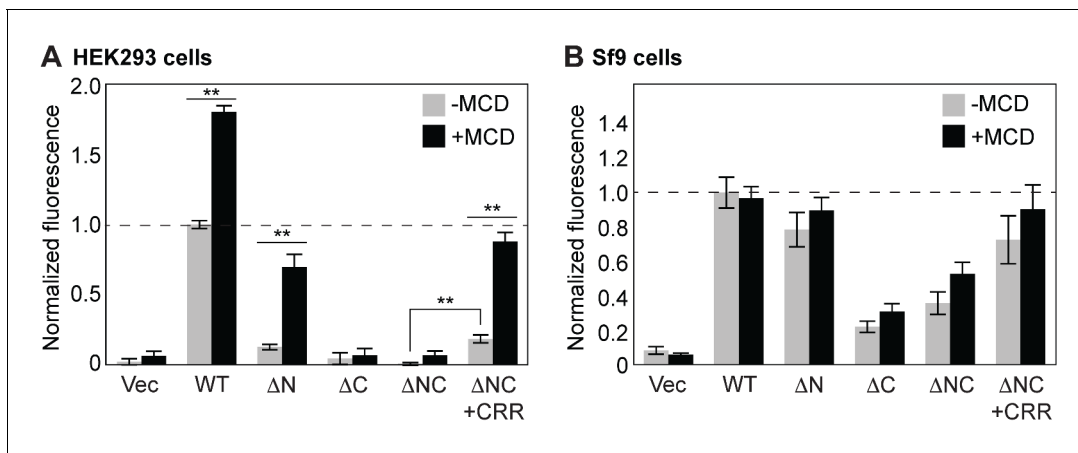 A HEK293 cells
Normalized fluorescence
2.0
1.5
1.0
0.5
0
-MCD
+MCD
**
**
**
**
Vec WT ΔN ΔC ΔNC ΔNC
+CRR
B Sf9 cells
Normalized fluorescence
1.4
1.2
1.0
0.8
0.6
0.4
0.2
0
-MCD
+MCD
Vec WT ΔN ΔC ΔNC ΔNC
+CRR